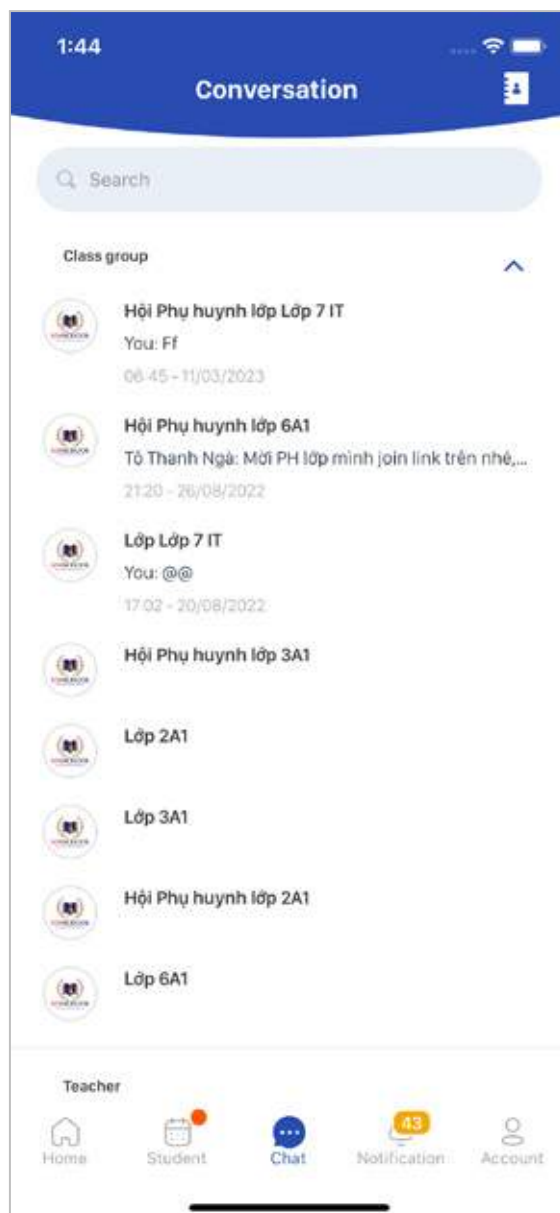 1:44
Conversation
Search
Class group
Hội Phụ huynh lớp Lớp 7 IT
You: Ff
06:45 - 11/03/2023
Hội Phụ huynh lớp 6A1
Tô Thanh Ngà: Mời PH lớp mình join link trên nhé,...
21:20 - 26/08/2022
Lớp Lớp 7 IT
You: @@
17:02 - 20/08/2022
Hội Phụ huynh lớp 3A1
Lớp 2A1
Lớp 3A1
Hội Phụ huynh lớp 2A1
Lớp 6A1
Teacher
43
Home Student Chat Notification Account